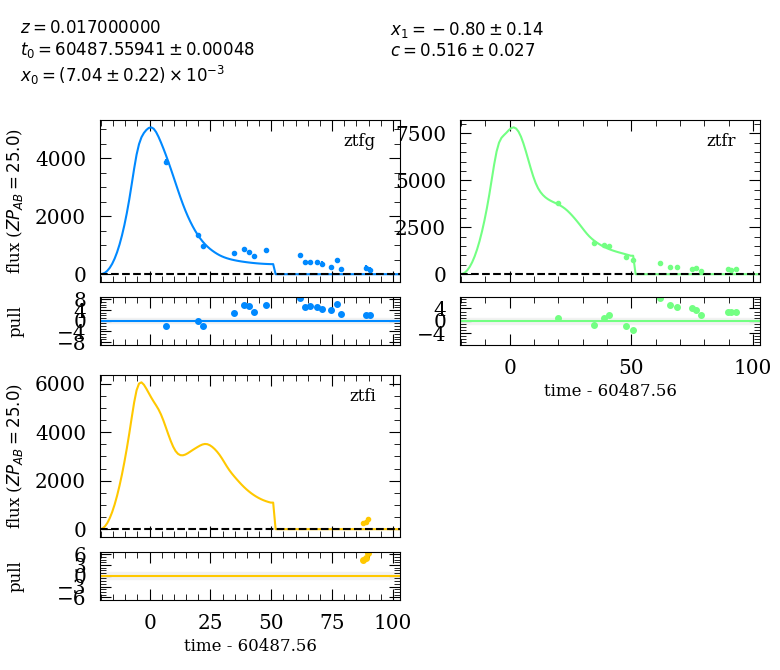 z = 0.017000000
t₀ = 60487.55941 ± 0.00048
x₀ = (7.04 ± 0.22) × 10⁻³
x₁ = −0.80 ± 0.14
c = 0.516 ± 0.027
ztfg
flux (ZP_AB = 25.0)
4000
2000
0
pull
8
4
0
−4
−8
ztfr
7500
5000
2500
0
4
0
−4
0 50 100
time - 60487.56
ztfi
flux (ZP_AB = 25.0)
6000
4000
2000
0
pull
6
3
0
−3
−6
0 25 50 75 100
time - 60487.56